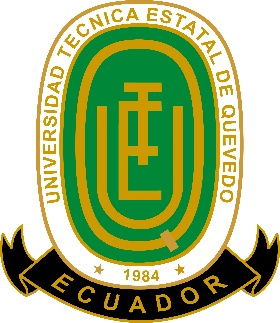 UNIVERSIDAD TECNICA ESTATAL DE QUEVEDO
1984
ECUADOR